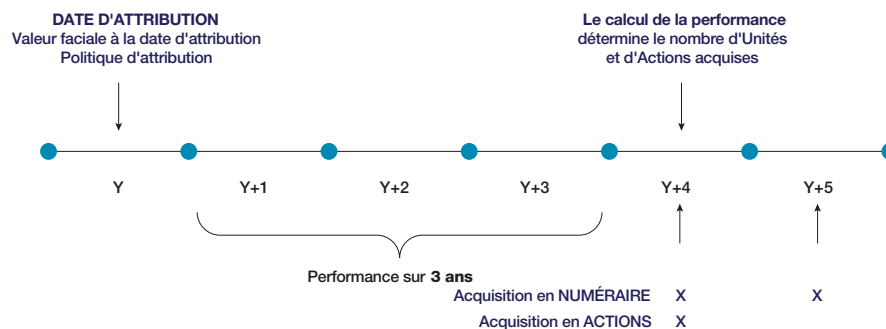 DATE D'ATTRIBUTION
Valeur faciale à la date d'attribution
Politique d'attribution
Le calcul de la performance
détermine le nombre d'Unités
et d'Actions acquises
Y Y+1 Y+2 Y+3 Y+4 Y+5
Performance sur 3 ans
Acquisition en NUMÉRAIRE X X
Acquisition en ACTIONS X